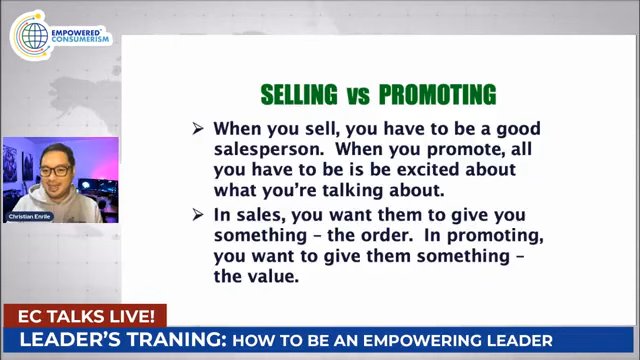 EMPOWERED
CONSUMERISM
SELLING vs PROMOTING
➢ When you sell, you have to be a good
salesperson. When you promote, all
you have to be is be excited about
what you're talking about.
➢ In sales, you want them to give you
something – the order. In promoting,
you want to give them something –
the value.
Christian Enrile
EC TALKS LIVE!
LEADER'S TRANING: HOW TO BE AN EMPOWERING LEADER